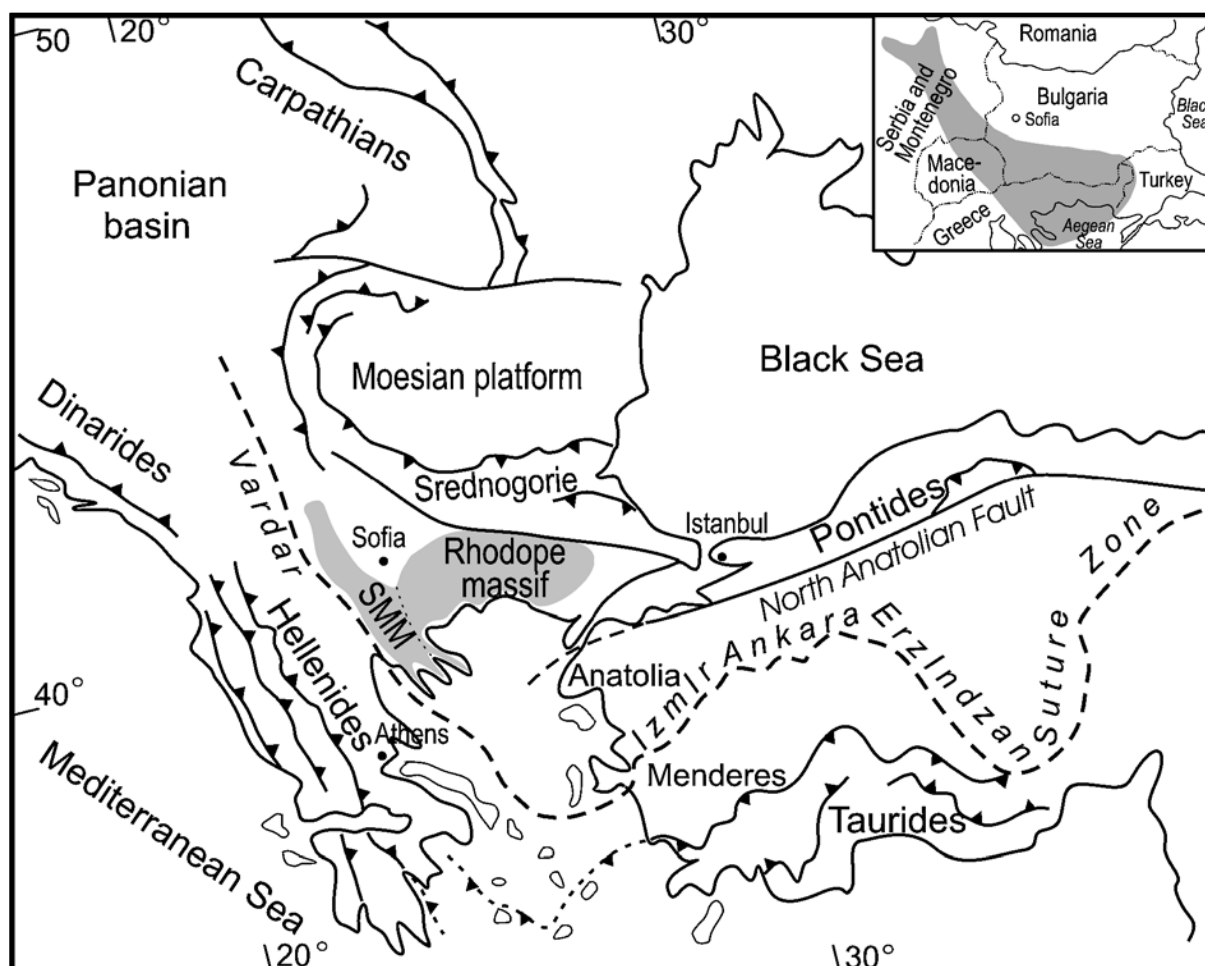 50
20°
30°
Carpathians
Panonian
basin
Romania
Serbia and
Montenegro
Bulgaria
Sofia
Black
Sea
Mace-
donia
Turkey
Greece
Aegean
Sea
Moesian platform
Black Sea
Dinarides
Vardar
Srednogorie
Istanbul
Pontides
Sofia
Rhodope
massif
SMM
North Anatolian Fault
Hellenides
Anatolia
Izmir Ankara ErzIndzan
Suture Zone
40°
Athens
Menderes
Taurides
Mediterranean Sea
20°
30°